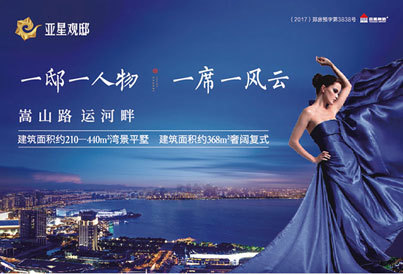 亚星观邸
（2017）郑房预字第3838号
一邸一人物 一席一风云
嵩山路 运河畔
建筑面积约210—440m²湾景平墅 建筑面积约368m²奢阔复式